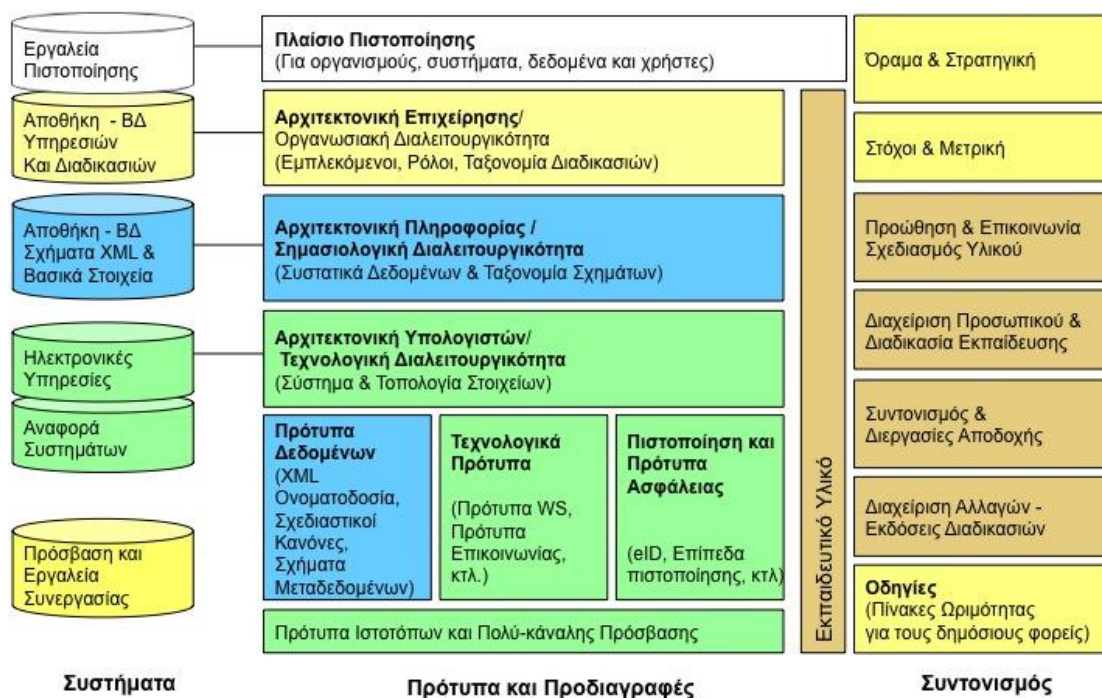 Εργαλεία
Πιστοποίησης
Αποθήκη - ΒΔ
Υπηρεσιών
Και Διαδικασιών
Αποθήκη - ΒΔ
Σχήματα XML &
Βασικά Στοιχεία
Ηλεκτρονικές
Υπηρεσίες
Αναφορά
Συστημάτων
Πρόσβαση και
Εργαλεία
Συνεργασίας
Συστήματα
Πλαίσιο Πιστοποίησης
(Για οργανισμούς, συστήματα, δεδομένα και χρήστες)
Αρχιτεκτονική Επιχείρησης/
Οργανωσιακή Διαλειτουργικότητα
(Εμπλεκόμενοι, Ρόλοι, Ταξονομία Διαδικασιών)
Αρχιτεκτονική Πληροφορίας /
Σημασιολογική Διαλειτουργικότητα
(Συστατικά Δεδομένων & Ταξονομία Σχημάτων)
Αρχιτεκτονική Υπολογιστών/
Τεχνολογική Διαλειτουργικότητα
(Σύστημα & Τοπολογία Στοιχείων)
Πρότυπα
Δεδομένων
(XML
Ονοματοδοσία,
Σχεδιαστικοί
Κανόνες,
Σχήματα
Μεταδεδομένων)
Τεχνολογικά
Πρότυπα
(Πρότυπα WS,
Πρότυπα
Επικοινωνίας,
κτλ.)
Πιστοποίηση και
Πρότυπα
Ασφάλειας
(eID, Επίπεδα
πιστοποίησης, κτλ)
Πρότυπα Ιστοτόπων και Πολύ-κάναλης Πρόσβασης
Εκπαιδευτικό Υλικό
Πρότυπα και Προδιαγραφές
Όραμα & Στρατηγική
Στόχοι & Μετρική
Προώθηση & Επικοινωνία
Σχεδιασμός Υλικού
Διαχείριση Προσωπικού &
Διαδικασία Εκπαίδευσης
Συντονισμός &
Διεργασίες Αποδοχής
Διαχείριση Αλλαγών -
Εκδόσεις Διαδικασιών
Οδηγίες
(Πίνακες Ωριμότητας
για τους δημόσιους φορείς)
Συντονισμός